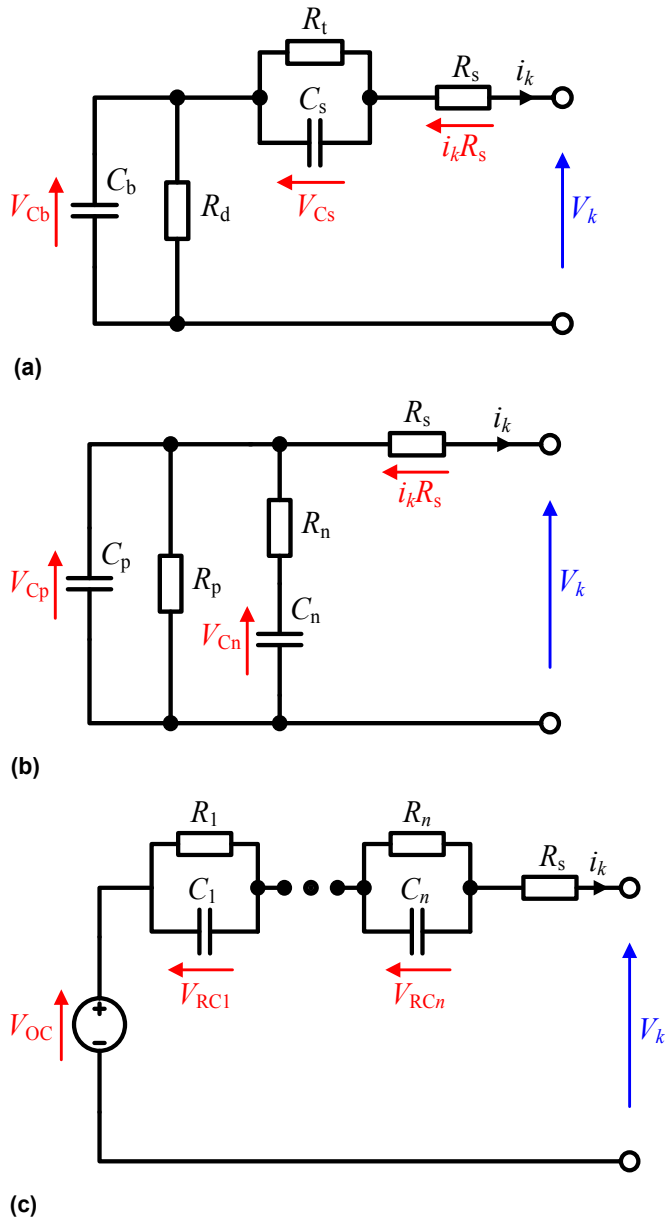 Rt
Rs
ik
Cs
ikRs
VCb
Cb
Rd
VCs
Vk
(a)
Rs
ik
ikRs
Rn
VCp
Cp
Rp
VCn
Cn
Vk
(b)
R1
Rn
Rs
ik
C1
Cn
VRC1
VRCn
VOC
+
−
Vk
(c)